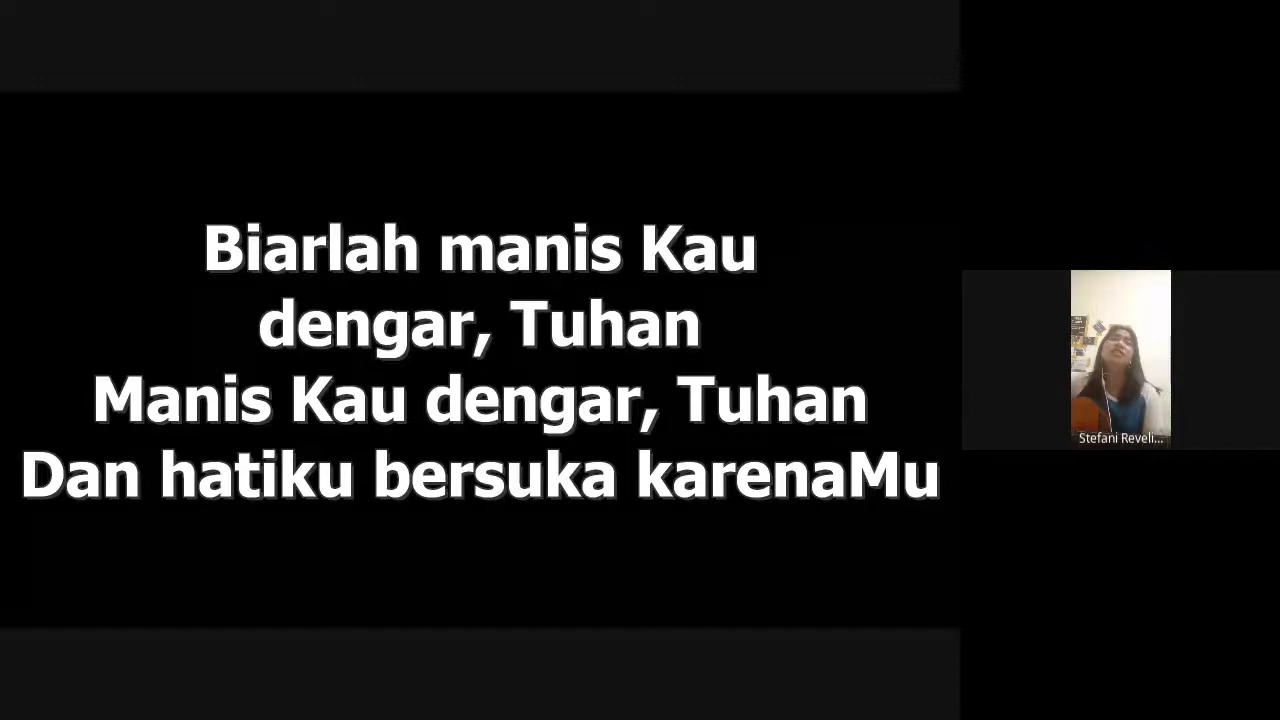 Biarlah manis Kau
dengar, Tuhan
Manis Kau dengar, Tuhan
Dan hatiku bersuka karenaMu
Stefani Reveli...